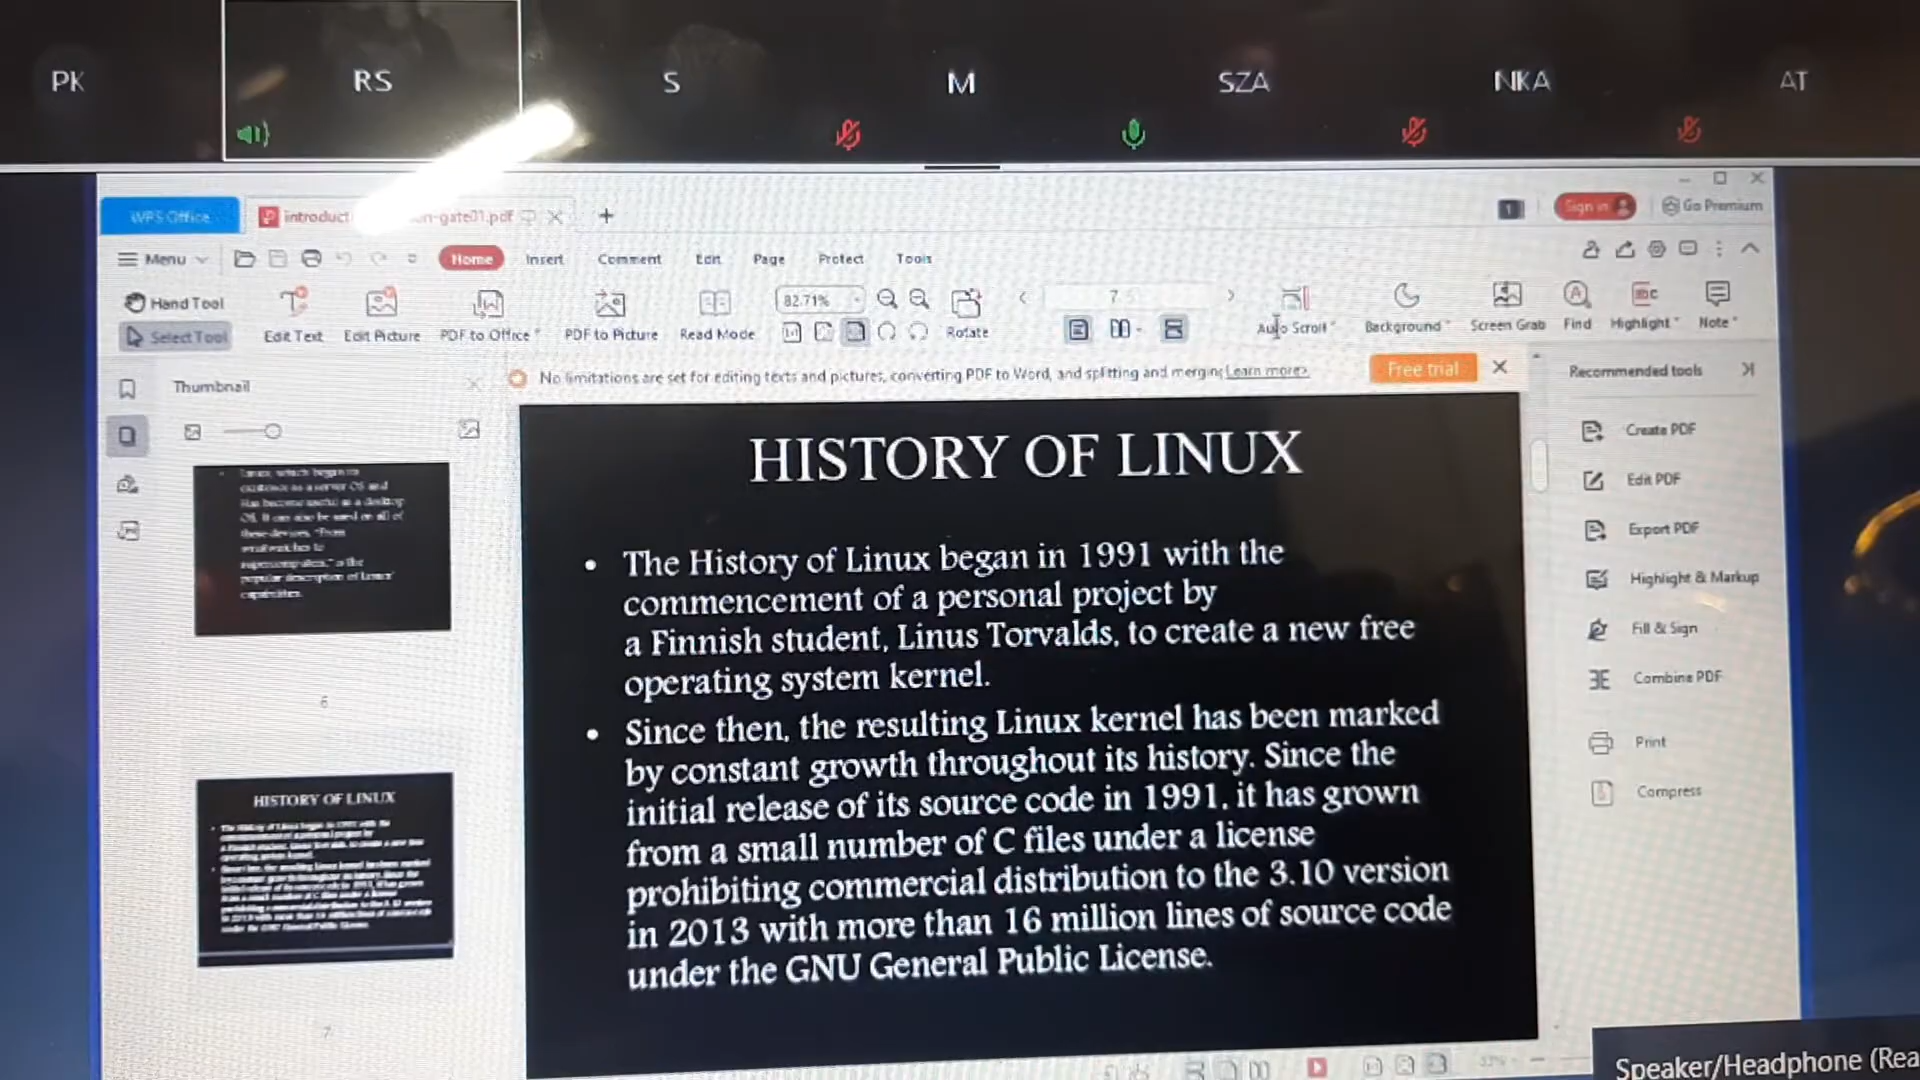 PK RS S M SZA NKA AT
WPS Office introduct on-gate01.pdf Sign in Go Premium
Menu Home Insert Comment Edit Page Protect Tools
Hand Tool 82.71% 7
Select Tool Edit Text Edit Picture PDF to Office PDF to Picture Read Mode Rotate Auto Scroll Background Screen Grab Find Highlight Note
Thumbnail
No limitations are set for editing texts and pictures, converting PDF to Word, and splitting and merging Learn more> Free trial
Recommended tools
Create PDF
Edit PDF
Export PDF
Highlight & Markup
Fill & Sign
Combine PDF
Print
Compress
6
HISTORY OF LINUX
7
HISTORY OF LINUX
• The History of Linux began in 1991 with the
commencement of a personal project by
a Finnish student, Linus Torvalds, to create a new free
operating system kernel.
• Since then, the resulting Linux kernel has been marked
by constant growth throughout its history. Since the
initial release of its source code in 1991, it has grown
from a small number of C files under a license
prohibiting commercial distribution to the 3.10 version
in 2013 with more than 16 million lines of source code
under the GNU General Public License.
Speaker/Headphone (Rea